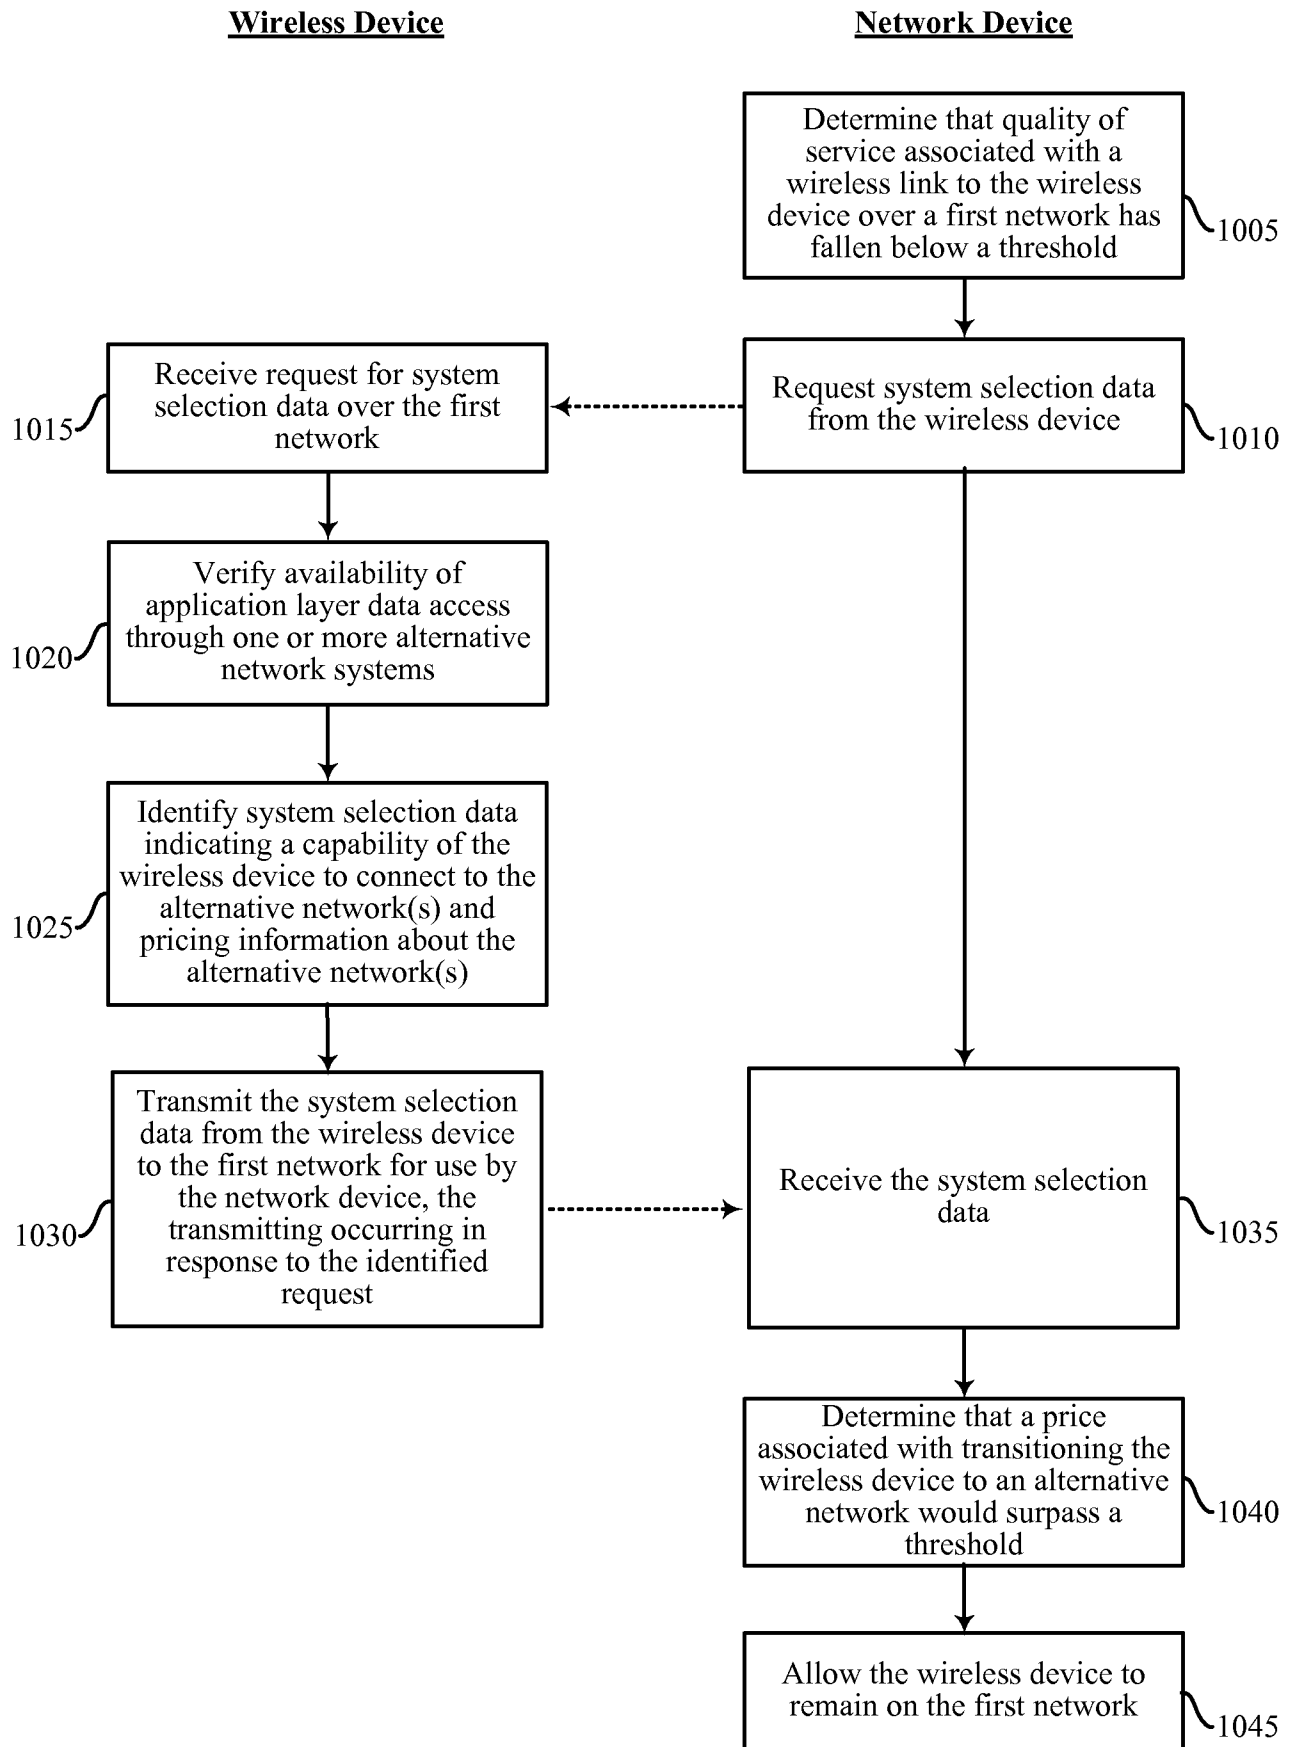 Wireless Device
Network Device
Determine that quality of
service associated with a
wireless link to the wireless
device over a first network has
fallen below a threshold
1005
Request system selection data
from the wireless device
1010
Receive request for system
selection data over the first
network
1015
Verify availability of
application layer data access
through one or more alternative
network systems
1020
Identify system selection data
indicating a capability of the
wireless device to connect to the
alternative network(s) and
pricing information about the
alternative network(s)
1025
Transmit the system selection
data from the wireless device
to the first network for use by
the network device, the
transmitting occurring in
response to the identified
request
1030
Receive the system selection
data
1035
Determine that a price
associated with transitioning the
wireless device to an alternative
network would surpass a
threshold
1040
Allow the wireless device to
remain on the first network
1045